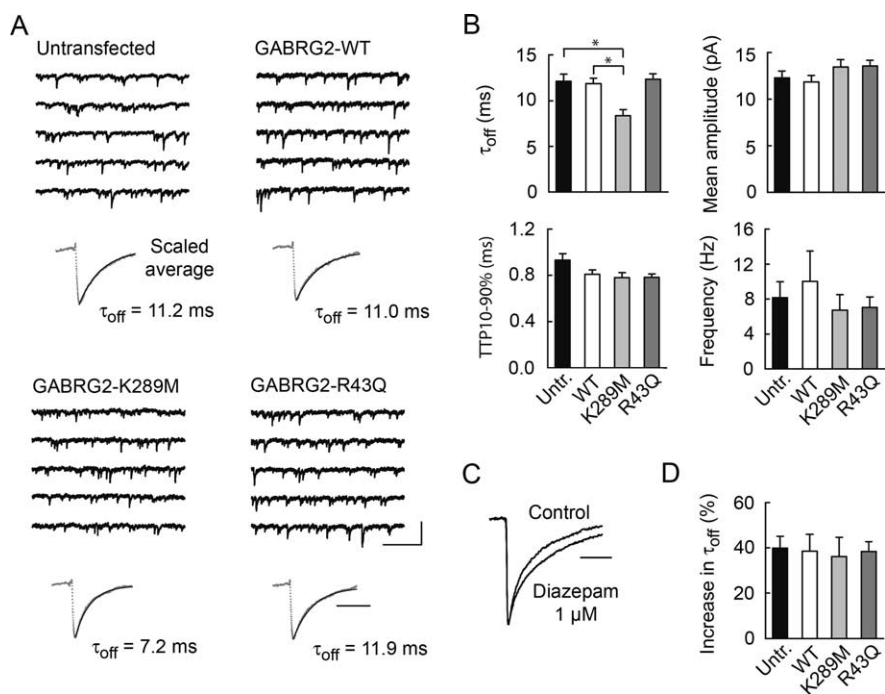 A
Untransfected
GABRG2-WT
Scaled
average
τoff = 11.2 ms
τoff = 11.0 ms
GABRG2-K289M
GABRG2-R43Q
τoff = 7.2 ms
τoff = 11.9 ms
B
*
*
τoff (ms)
15
10
5
0
Mean amplitude (pA)
15
10
5
0
TTP10-90% (ms)
1.2
0.8
0.4
0.0
Untr.
WT
K289M
R43Q
Frequency (Hz)
16
12
8
4
0
Untr.
WT
K289M
R43Q
C
Control
Diazepam
1 µM
D
Increase in τoff (%)
60
40
20
0
Untr.
WT
K289M
R43Q